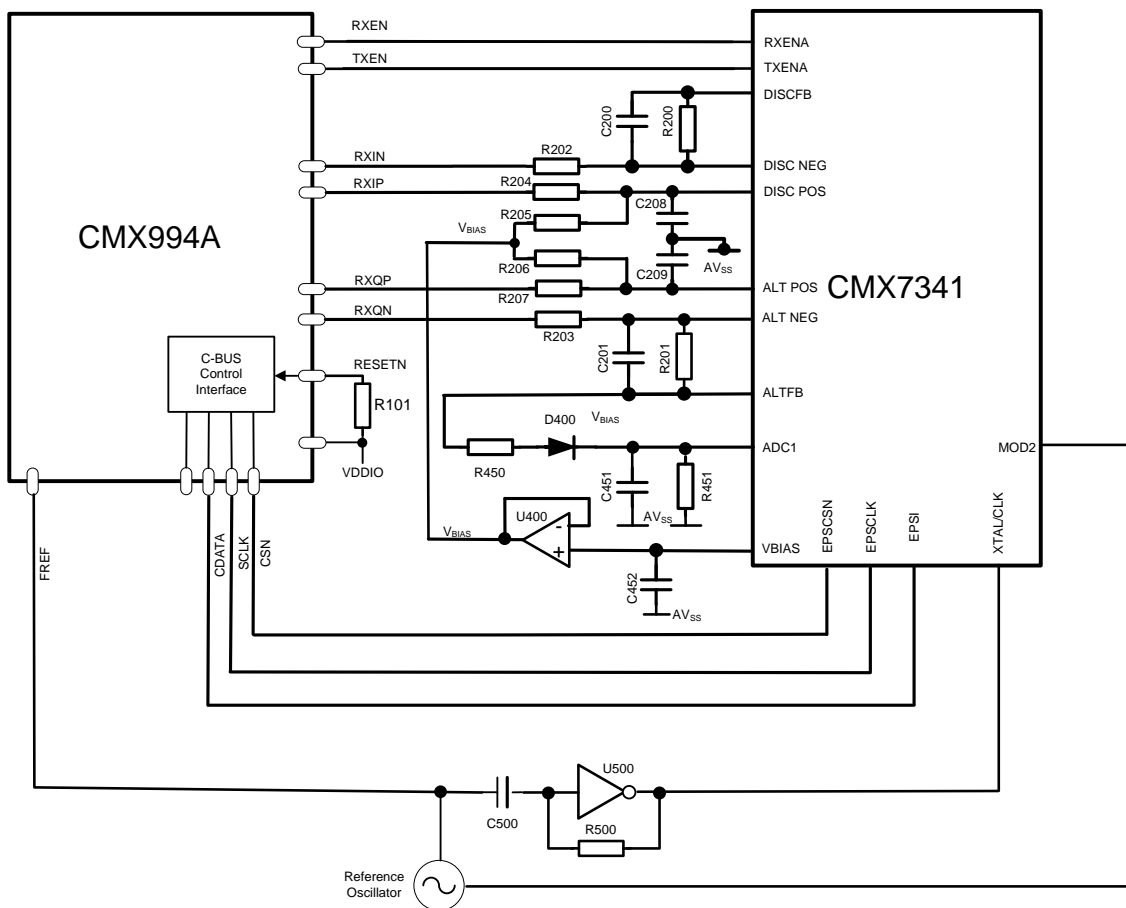 RXEN
RXENA
TXEN
TXENA
DISCFB
C200
R200
R202
RXIN
DISC NEG
R204
RXIP
DISC POS
CMX994A
R205
C208
VBIAS
R206
C209
AVSS
CMX7341
RXQP
R207
ALT POS
RXQN
R203
ALT NEG
C-BUS
Control
Interface
RESETN
C201
R201
R101
ALTFB
VBIAS
D400
R450
ADC1
MOD2
VDDIO
C451
R451
AVSS
U400
-
+
VBIAS
VBIAS
EPSCSN
EPSCLK
EPSI
XTAL/CLK
FREF
CDATA
SCLK
CSN
C452
AVSS
U500
C500
R500
Reference
Oscillator